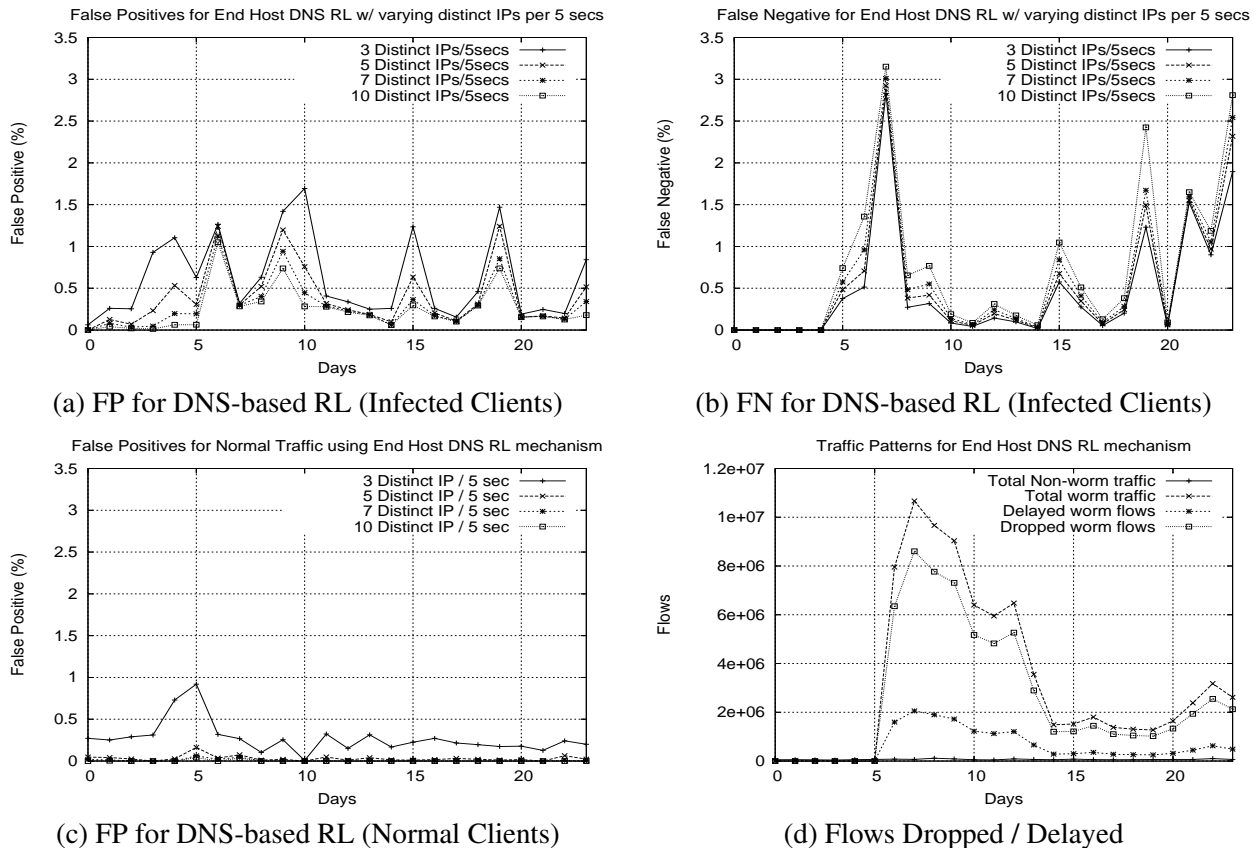 False Positives for End Host DNS RL w/ varying distinct IPs per 5 secs
3.5
3
2.5
2
1.5
1
0.5
0
False Positive (%)
3 Distinct IPs/5secs
5 Distinct IPs/5secs
7 Distinct IPs/5secs
10 Distinct IPs/5secs
0 5 10 15 20
Days
(a) FP for DNS-based RL (Infected Clients)
False Negative for End Host DNS RL w/ varying distinct IPs per 5 secs
3.5
3
2.5
2
1.5
1
0.5
0
False Negative (%)
3 Distinct IPs/5secs
5 Distinct IPs/5secs
7 Distinct IPs/5secs
10 Distinct IPs/5secs
0 5 10 15 20
Days
(b) FN for DNS-based RL (Infected Clients)
False Positives for Normal Traffic using End Host DNS RL mechanism
3.5
3
2.5
2
1.5
1
0.5
0
False Positive (%)
3 Distinct IP / 5 sec
5 Distinct IP / 5 sec
7 Distinct IP / 5 sec
10 Distinct IP / 5 sec
0 5 10 15 20
Days
(c) FP for DNS-based RL (Normal Clients)
Traffic Patterns for End Host DNS RL mechanism
1.2e+07
1e+07
8e+06
6e+06
4e+06
2e+06
0
Flows
Total Non-worm traffic
Total worm traffic
Delayed worm flows
Dropped worm flows
0 5 10 15 20
Days
(d) Flows Dropped / Delayed